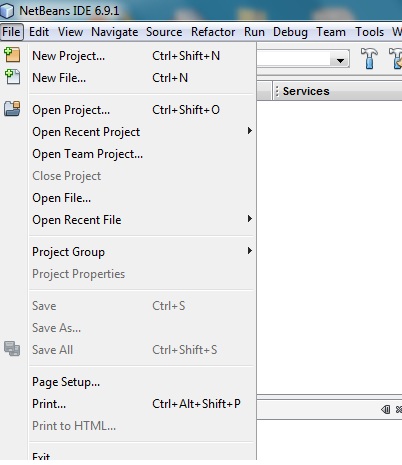 NetBeans IDE 6.9.1
File Edit View Navigate Source Refactor Run Debug Team Tools W
New Project... Ctrl+Shift+N
New File... Ctrl+N
Services
Open Project... Ctrl+Shift+O
Open Recent Project
Open Team Project...
Close Project
Open File...
Open Recent File
Project Group
Project Properties
Save Ctrl+S
Save As...
Save All Ctrl+Shift+S
Page Setup...
Print... Ctrl+Alt+Shift+P
Print to HTML...
Exit